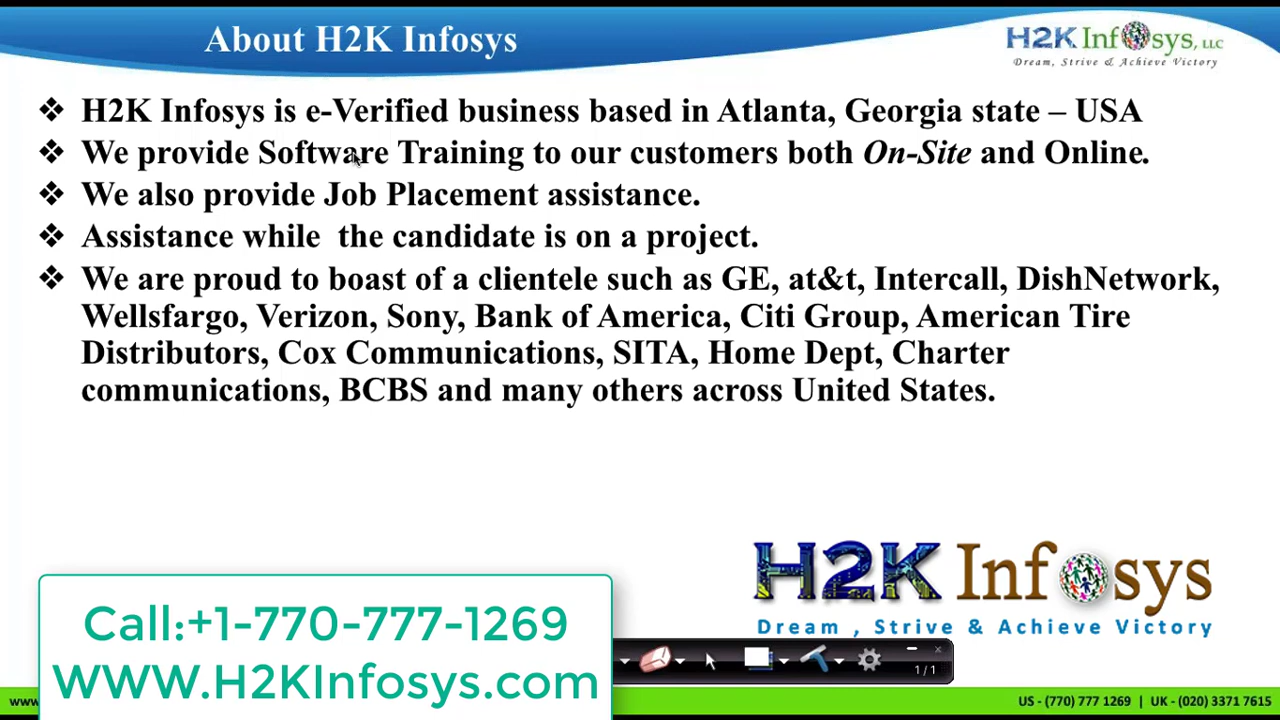 About H2K Infosys
H2K Infosys, LLC
Dream, Strive & Achieve Victory
❖ H2K Infosys is e-Verified business based in Atlanta, Georgia state – USA
❖ We provide Software Training to our customers both On-Site and Online.
❖ We also provide Job Placement assistance.
❖ Assistance while the candidate is on a project.
❖ We are proud to boast of a clientele such as GE, at&t, Intercall, DishNetwork,
Wellsfargo, Verizon, Sony, Bank of America, Citi Group, American Tire
Distributors, Cox Communications, SITA, Home Dept, Charter
communications, BCBS and many others across United States.
H2K Infosys
Dream , Strive & Achieve Victory
Call:+1-770-777-1269
WWW.H2KInfosys.com
1/1
www.
US - (770) 777 1269 | UK - (020) 3371 7615